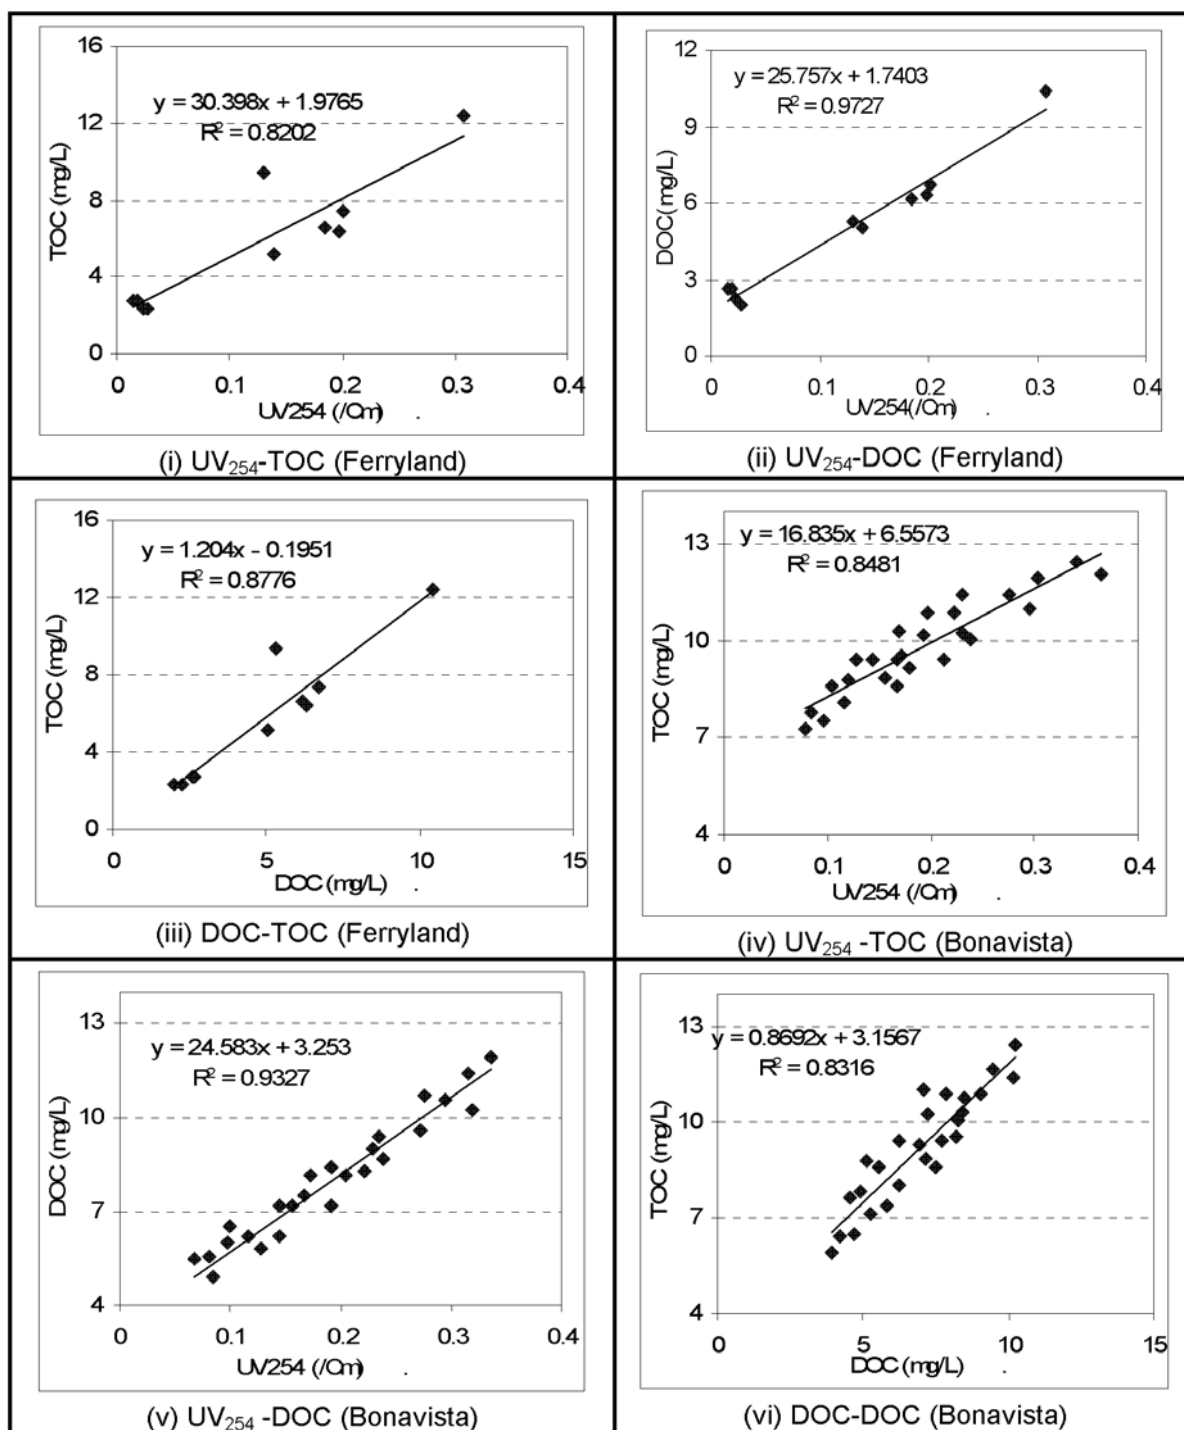 16
12
8
4
0
TOC (mg/L)
y = 30.398x + 1.9765
R² = 0.8202
0 0.1 0.2 0.3 0.4
UV254 (/Cm) .
(i) UV₂₅₄-TOC (Ferryland)
12
9
6
3
0
DOC(mg/L)
y = 25.757x + 1.7403
R² = 0.9727
0 0.1 0.2 0.3 0.4
UV254(/Cm) .
(ii) UV₂₅₄-DOC (Ferryland)
16
12
8
4
0
TOC (mg/L)
y = 1.204x - 0.1951
R² = 0.8776
0 5 10 15
DOC (mg/L) .
(iii) DOC-TOC (Ferryland)
13
10
7
4
TOC (mg/L)
y = 16.835x + 6.5573
R² = 0.8481
0 0.1 0.2 0.3 0.4
UV254 (/Cm) .
(iv) UV₂₅₄ -TOC (Bonavista)
13
10
7
4
DOC (mg/L)
y = 24.583x + 3.253
R² = 0.9327
0 0.1 0.2 0.3 0.4
UV254 (/Cm) .
(v) UV₂₅₄ -DOC (Bonavista)
13
10
7
4
TOC (mg/L)
y = 0.8692x + 3.1567
R² = 0.8316
0 5 10 15
DOC (mg/L) .
(vi) DOC-DOC (Bonavista)